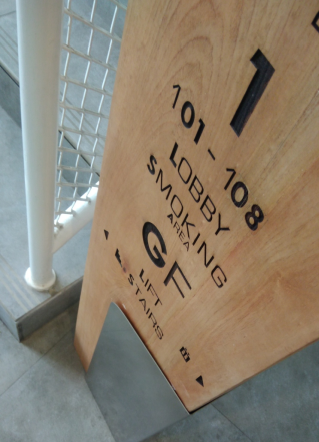 1
101 - 108
LOBBY
SMOKING
AREA
GF
LIFT
STAIRS